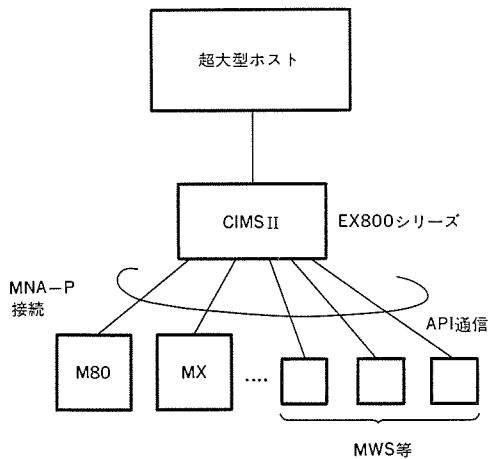 超大型ホスト
CIMSⅡ
EX800シリーズ
MNA-P
接続
API通信
M80
MX
....
MWS等